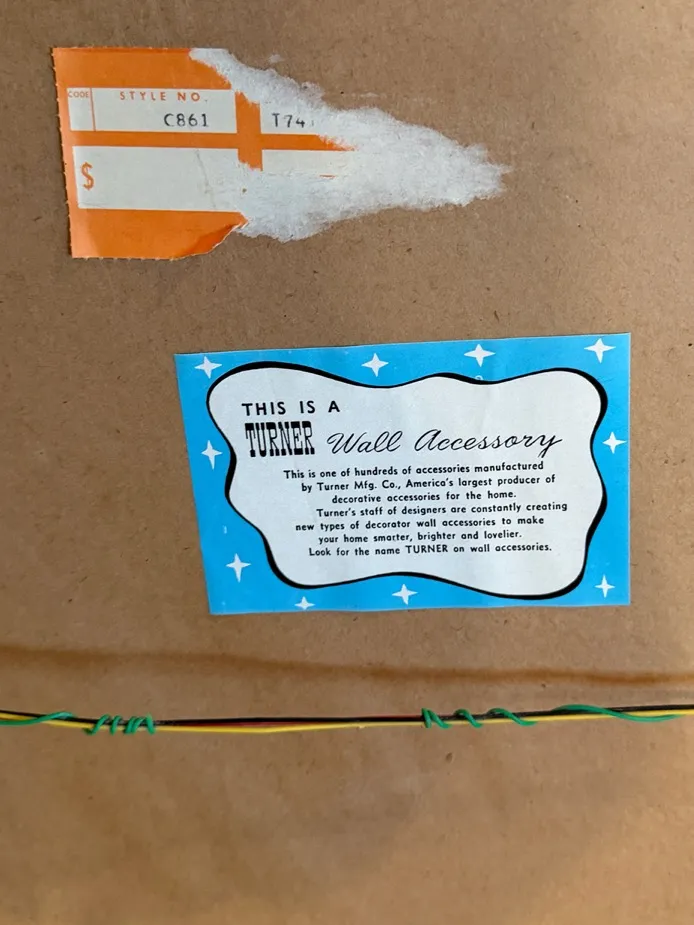 CODE STYLE NO.
C861 T74
$
THIS IS A
TURNER Wall Accessory
This is one of hundreds of accessories manufactured
by Turner Mfg. Co., America's largest producer of
decorative accessories for the home.
Turner's staff of designers are constantly creating
new types of decorator wall accessories to make
your home smarter, brighter and lovelier.
Look for the name TURNER on wall accessories.